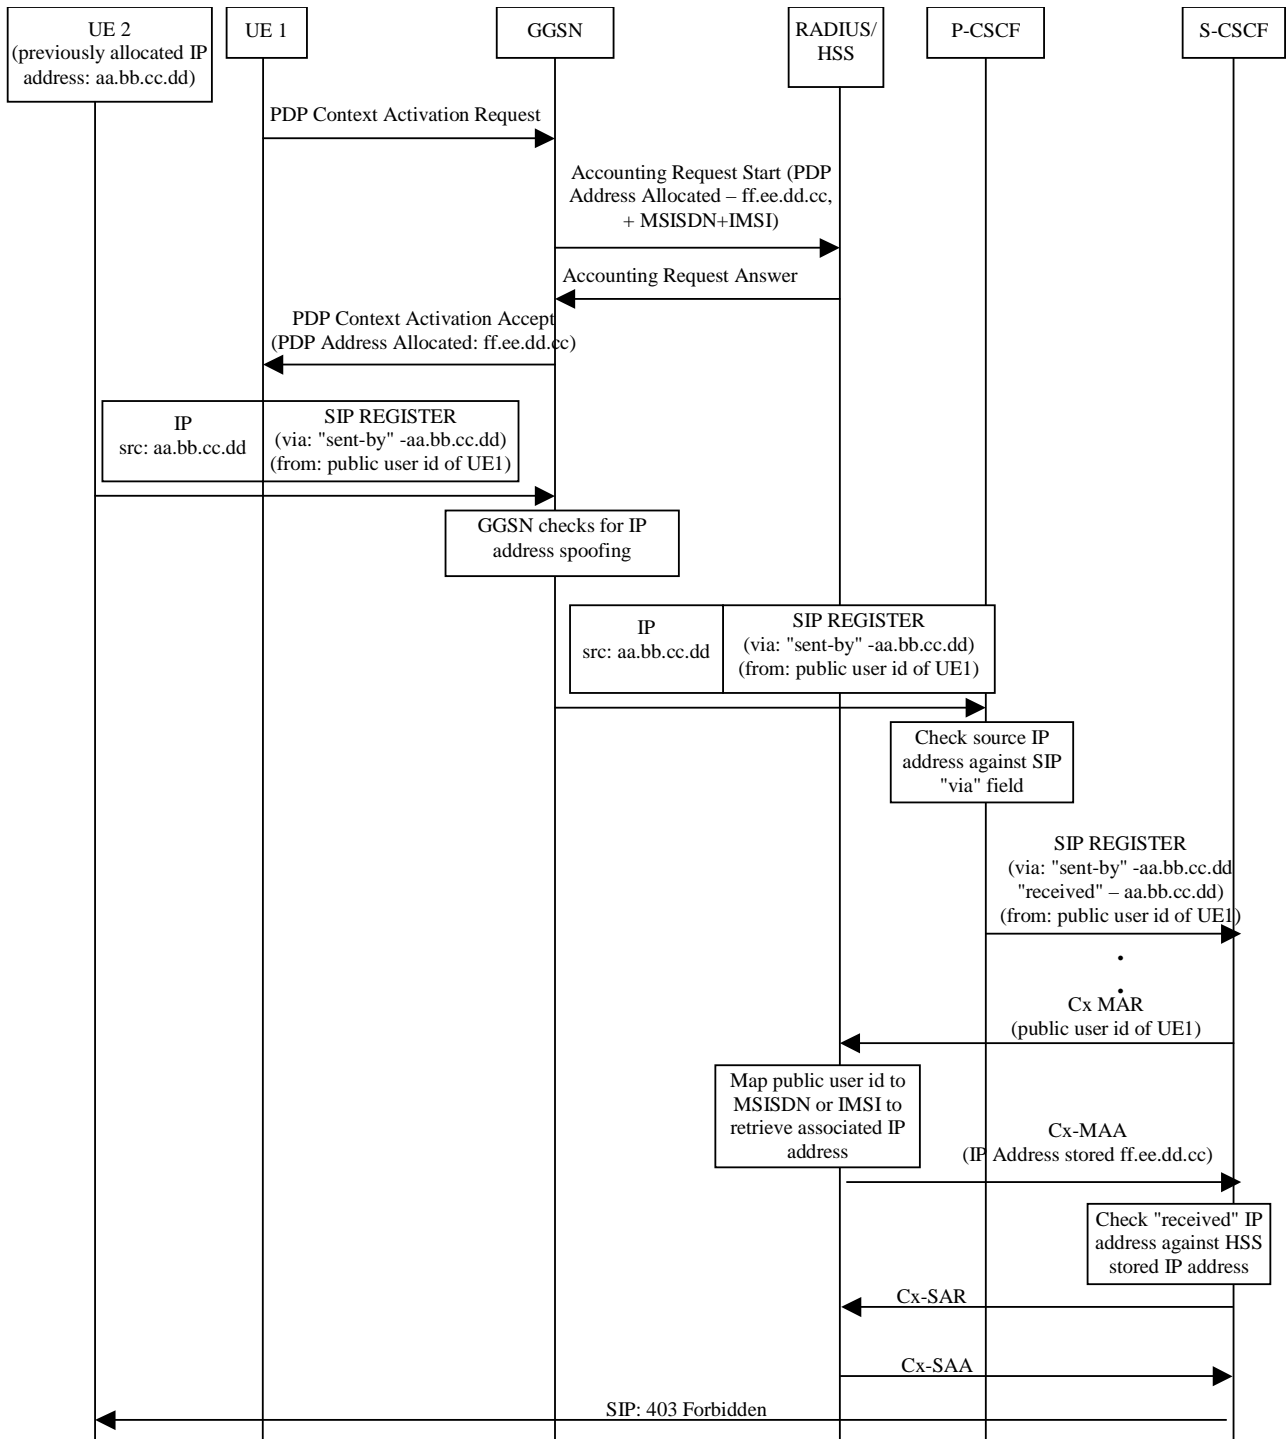 UE 2
(previously allocated IP
address: aa.bb.cc.dd)
UE 1
GGSN
RADIUS/
HSS
P-CSCF
S-CSCF
PDP Context Activation Request
Accounting Request Start (PDP
Address Allocated – ff.ee.dd.cc,
+ MSISDN+IMSI)
Accounting Request Answer
PDP Context Activation Accept
(PDP Address Allocated: ff.ee.dd.cc)
IP
src: aa.bb.cc.dd
SIP REGISTER
(via: "sent-by" -aa.bb.cc.dd)
(from: public user id of UE1)
GGSN checks for IP
address spoofing
IP
src: aa.bb.cc.dd
SIP REGISTER
(via: "sent-by" -aa.bb.cc.dd)
(from: public user id of UE1)
Check source IP
address against SIP
"via" field
SIP REGISTER
(via: "sent-by" -aa.bb.cc.dd
"received" – aa.bb.cc.dd)
(from: public user id of UE1)
.
.
Cx MAR
(public user id of UE1)
Map public user id to
MSISDN or IMSI to
retrieve associated IP
address
Cx-MAA
(IP Address stored ff.ee.dd.cc)
Check "received" IP
address against HSS
stored IP address
Cx-SAR
Cx-SAA
SIP: 403 Forbidden